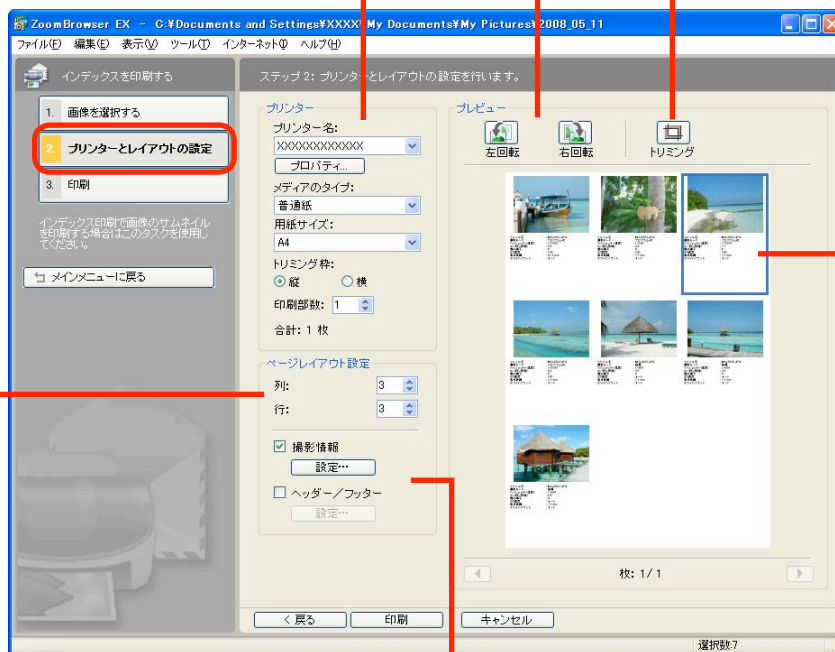 ZoomBrowser EX - C:¥Documents and Settings¥XXXX¥My Documents¥My Pictures¥2008_05_11
ファイル(F) 編集(E) 表示(V) ツール(T) インターネット(I) ヘルプ(H)
インデックスを印刷する
ステップ 2: プリンターとレイアウトの設定を行います。
1. 画像を選択する
2. プリンターとレイアウトの設定
3. 印刷
インデックス印刷で画像のサムネイル
を印刷する場合はこのタスクを使用し
てください。
メインメニューに戻る
プリンター
プリンター名:
XXXXXXXXXXXX
プロパティ...
メディアのタイプ:
普通紙
用紙サイズ:
A4
トリミング枠:
縦 横
印刷部数: 1
合計: 1 枚
ページレイアウト設定
列: 3
行: 3
撮影情報
設定...
ヘッダー/フッター
設定...
プレビュー
左回転 右回転 トリミング
枚: 1/1
< 戻る 印刷 キャンセル
選択数:7